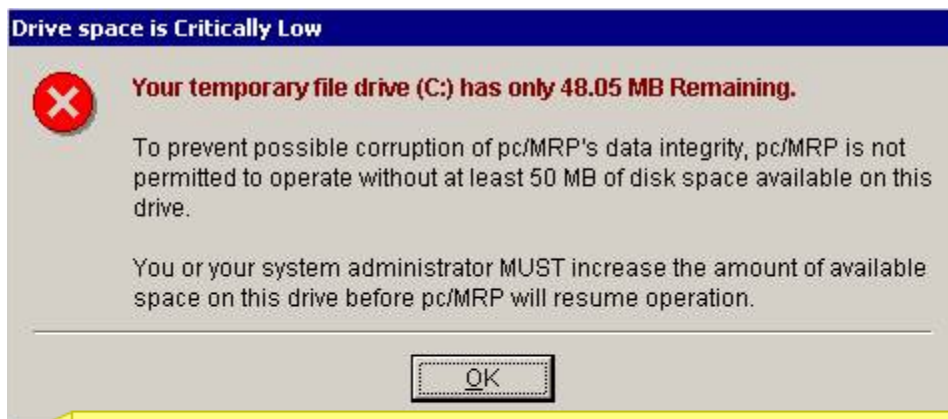 Drive space is Critically Low
Your temporary file drive (C:) has only 48.05 MB Remaining.
To prevent possible corruption of pc/MRP's data integrity, pc/MRP is not
permitted to operate without at least 50 MB of disk space available on this
drive.
You or your system administrator MUST increase the amount of available
space on this drive before pc/MRP will resume operation.
OK